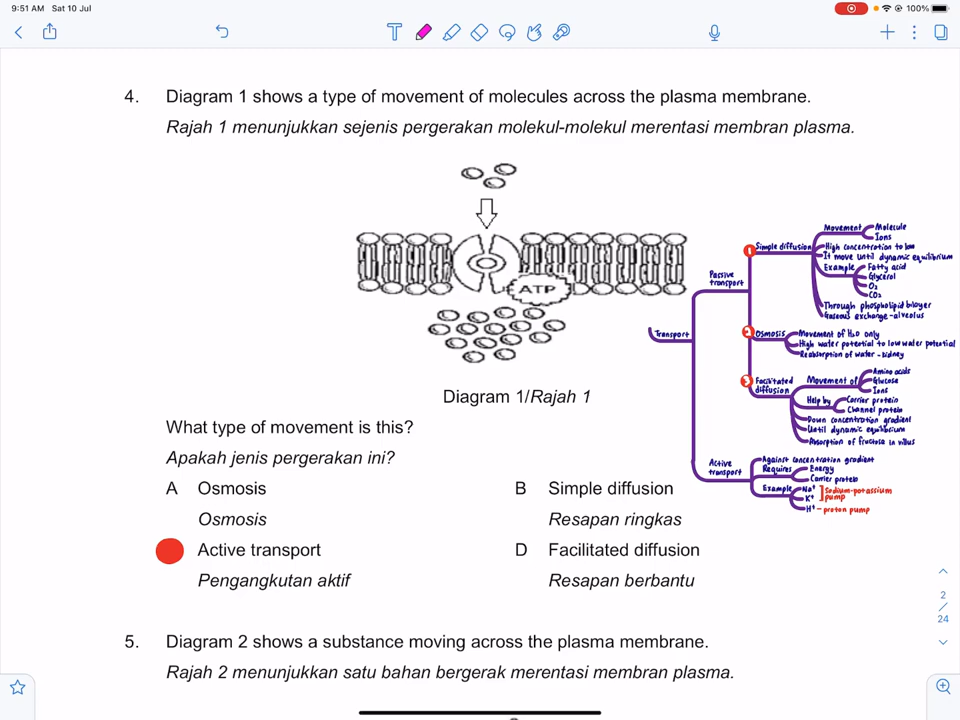 9:51 AM Sat 10 Jul
100%
4. Diagram 1 shows a type of movement of molecules across the plasma membrane.
Rajah 1 menunjukkan sejenis pergerakan molekul-molekul merentasi membran plasma.
ATP
Diagram 1/Rajah 1
Transport
Passive
transport
1 Simple diffusion
Movement
Molecule
Ions
High concentration to low
It move until dynamic equilibrium
Example
Fatty acid
Glycerol
O2
CO2
Through phospholipid bilayer
Gaseous exchange-alveolus
2 Osmosis
Movement of H2O only
High water potential to low water potential
Reabsorption of water - kidney
3 Facilitated
diffusion
Movement of
Amino acids
Glucose
Ions
Help by
Carrier protein
Channel protein
Down concentration gradient
Until dynamic equilibrium
Absorption of fructose in villus
Active
transport
Against concentration gradient
Requires
Energy
Carrier protein
Example
Na+
K+
Sodium-potassium
pump
H+ - proton pump
What type of movement is this?
Apakah jenis pergerakan ini?
A Osmosis
Osmosis
B Simple diffusion
Resapan ringkas
Active transport
Pengangkutan aktif
D Facilitated diffusion
Resapan berbantu
5. Diagram 2 shows a substance moving across the plasma membrane.
Rajah 2 menunjukkan satu bahan bergerak merentasi membran plasma.
2
/
24